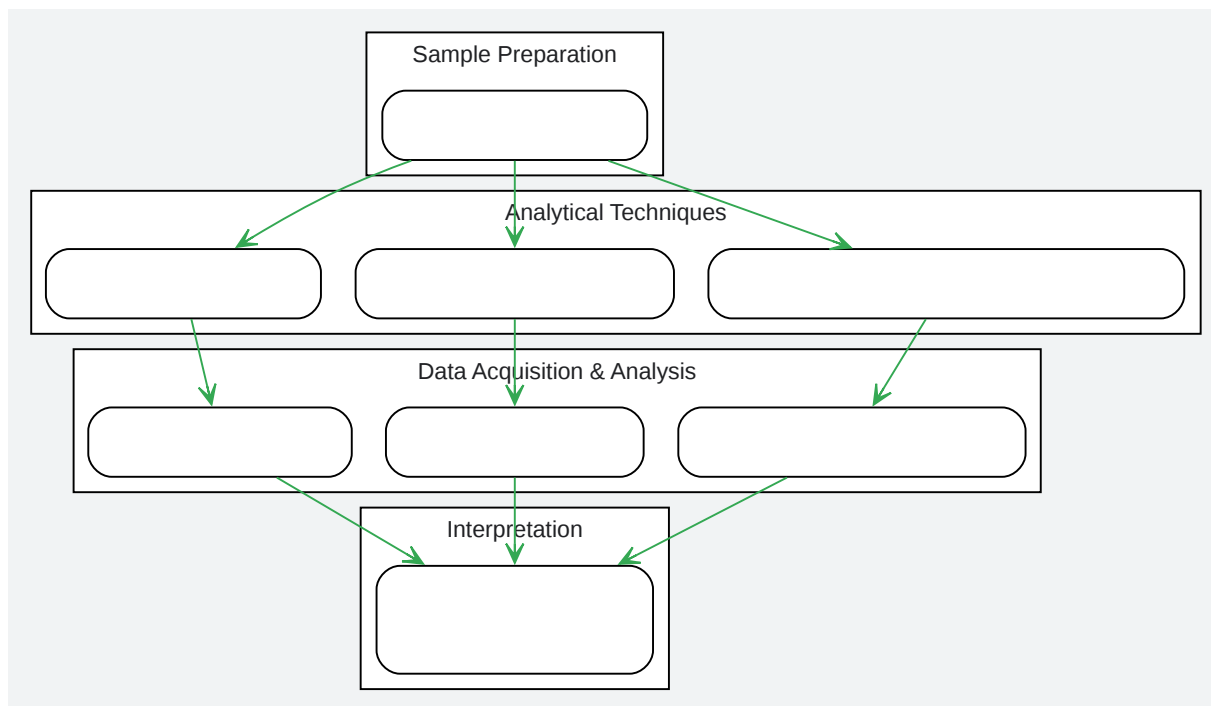 Sample Preparation
Analytical Techniques
Data Acquisition & Analysis
Interpretation